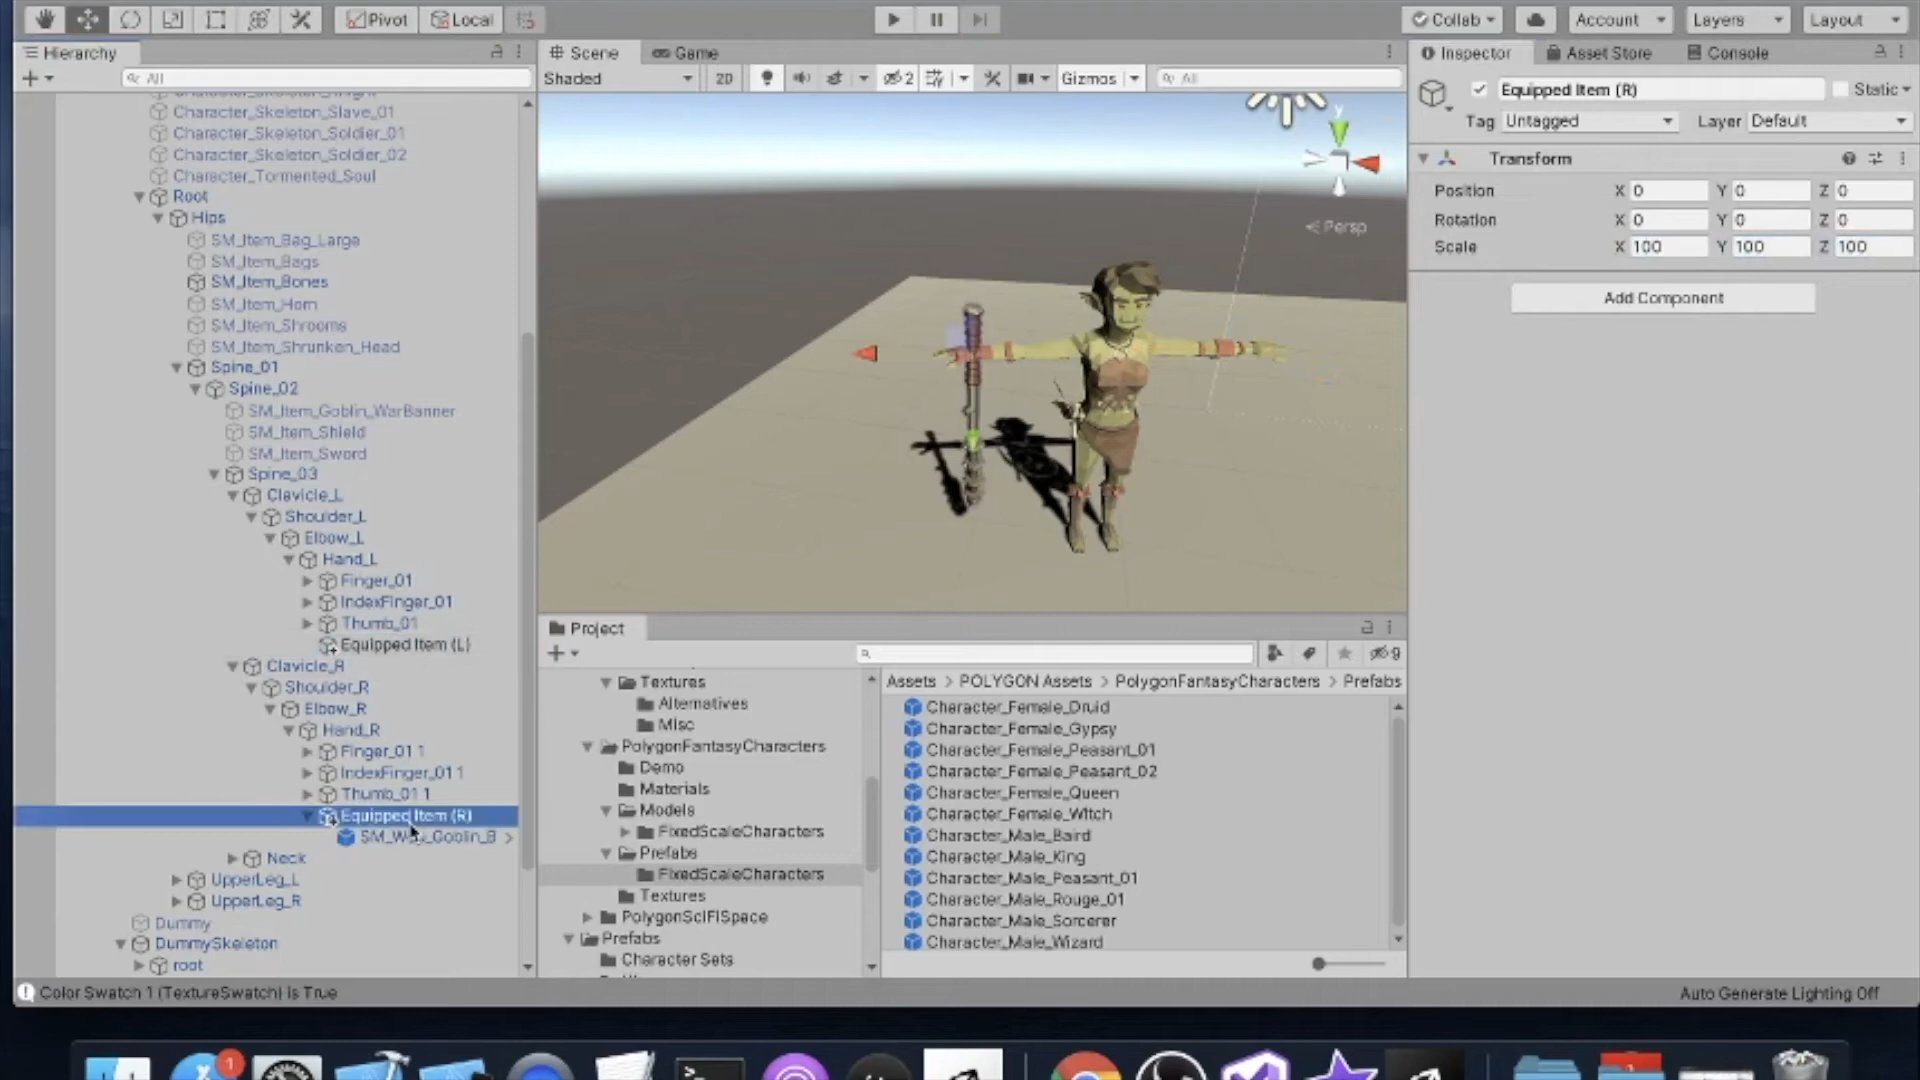 Pivot Local
Collab Account Layers Layout
Hierarchy
All
Character_Skeleton_Knight
Character_Skeleton_Slave_01
Character_Skeleton_Soldier_01
Character_Skeleton_Soldier_02
Character_Tormented_Soul
Root
Hips
SM_Item_Bag_Large
SM_Item_Bags
SM_Item_Bones
SM_Item_Horn
SM_Item_Shrooms
SM_Item_Shrunken_Head
Spine_01
Spine_02
SM_Item_Goblin_WarBanner
SM_Item_Shield
SM_Item_Sword
Spine_03
Clavicle_L
Shoulder_L
Elbow_L
Hand_L
Finger_01
IndexFinger_01
Thumb_01
Equipped Item (L)
Clavicle_R
Shoulder_R
Elbow_R
Hand_R
Finger_01 1
IndexFinger_01 1
Thumb_01 1
Equipped Item (R)
Neck
UpperLeg_L
UpperLeg_R
Dummy
DummySkeleton
root
Scene Game
Shaded 2D 2 Gizmos All
y
Persp
Project
9
Textures
Alternatives
Misc
PolygonFantasyCharacters
Demo
Materials
Models
FixedScaleCharacters
Prefabs
FixedScaleCharacters
Textures
PolygonSciFiSpace
Prefabs
Character Sets
Assets > POLYGON Assets > PolygonFantasyCharacters > Prefabs
Character_Female_Druid
Character_Female_Gypsy
Character_Female_Peasant_01
Character_Female_Peasant_02
Character_Female_Queen
Character_Female_Witch
Character_Male_Baird
Character_Male_King
Character_Male_Peasant_01
Character_Male_Rouge_01
Character_Male_Sorcerer
Character_Male_Wizard
Inspector Asset Store Console
Equipped Item (R) Static
Tag Untagged Layer Default
Transform
Position X 0 Y 0 Z 0
Rotation X 0 Y 0 Z 0
Scale X 100 Y 100 Z 100
Add Component
Color Swatch 1 (TextureSwatch) is True
Auto Generate Lighting Off
1